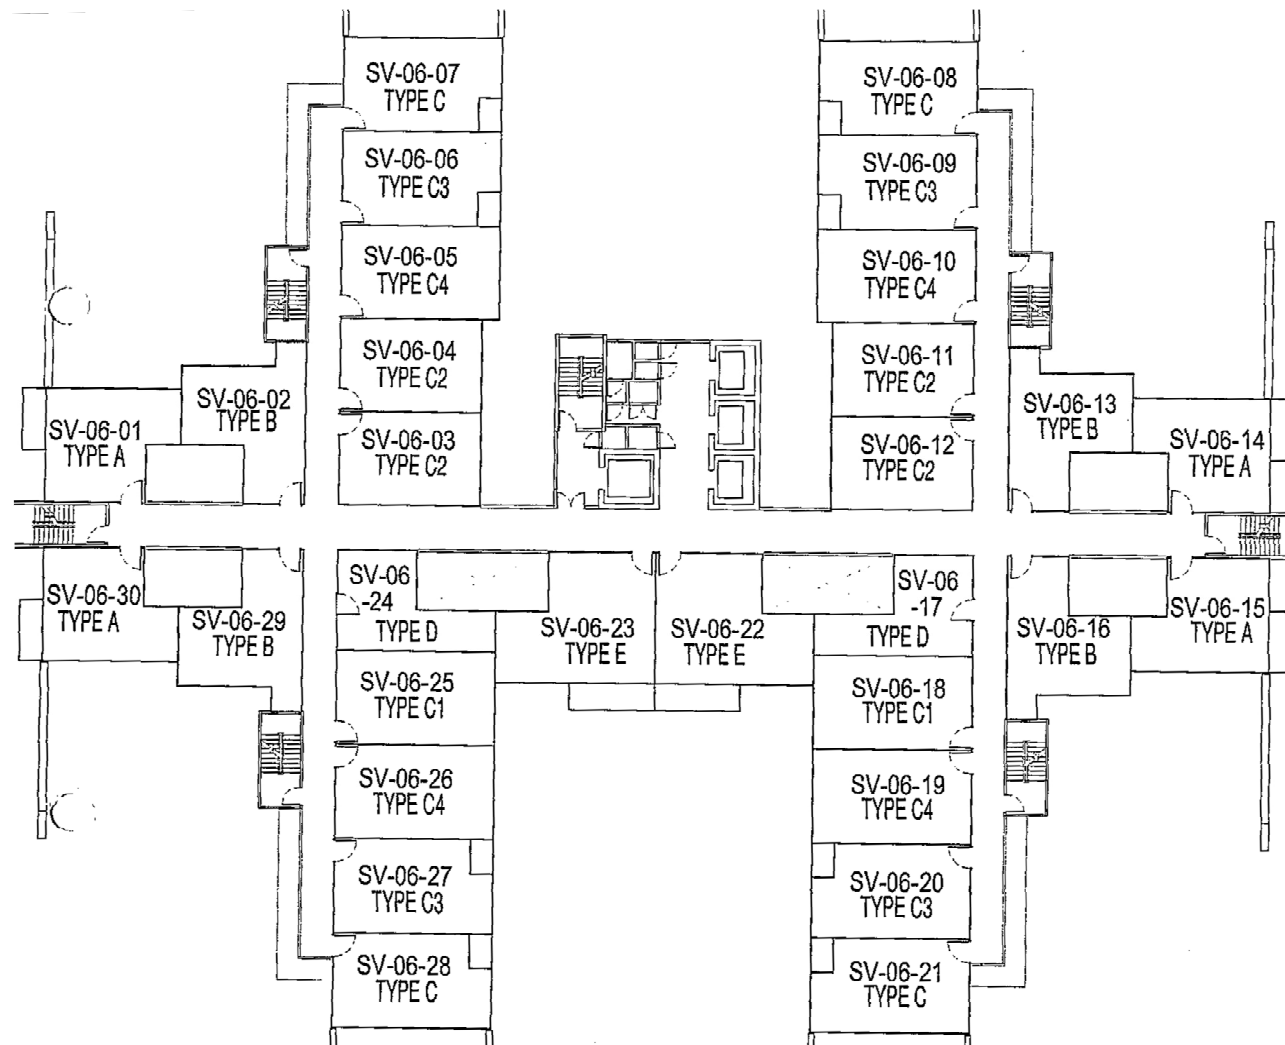 SV-06-07
TYPE C
SV-06-08
TYPE C
SV-06-06
TYPE C3
SV-06-09
TYPE C3
SV-06-05
TYPE C4
SV-06-10
TYPE C4
SV-06-04
TYPE C2
SV-06-11
TYPE C2
SV-06-02
TYPE B
SV-06-13
TYPE B
SV-06-01
TYPE A
SV-06-03
TYPE C2
SV-06-12
TYPE C2
SV-06-14
TYPE A
SV-06-30
TYPE A
SV-06-29
TYPE B
SV-06
-24
TYPE D
SV-06-23
TYPE E
SV-06-22
TYPE E
SV-06
-17
TYPE D
SV-06-16
TYPE B
SV-06-15
TYPE A
SV-06-25
TYPE C1
SV-06-18
TYPE C1
SV-06-26
TYPE C4
SV-06-19
TYPE C4
SV-06-27
TYPE C3
SV-06-20
TYPE C3
SV-06-28
TYPE C
SV-06-21
TYPE C